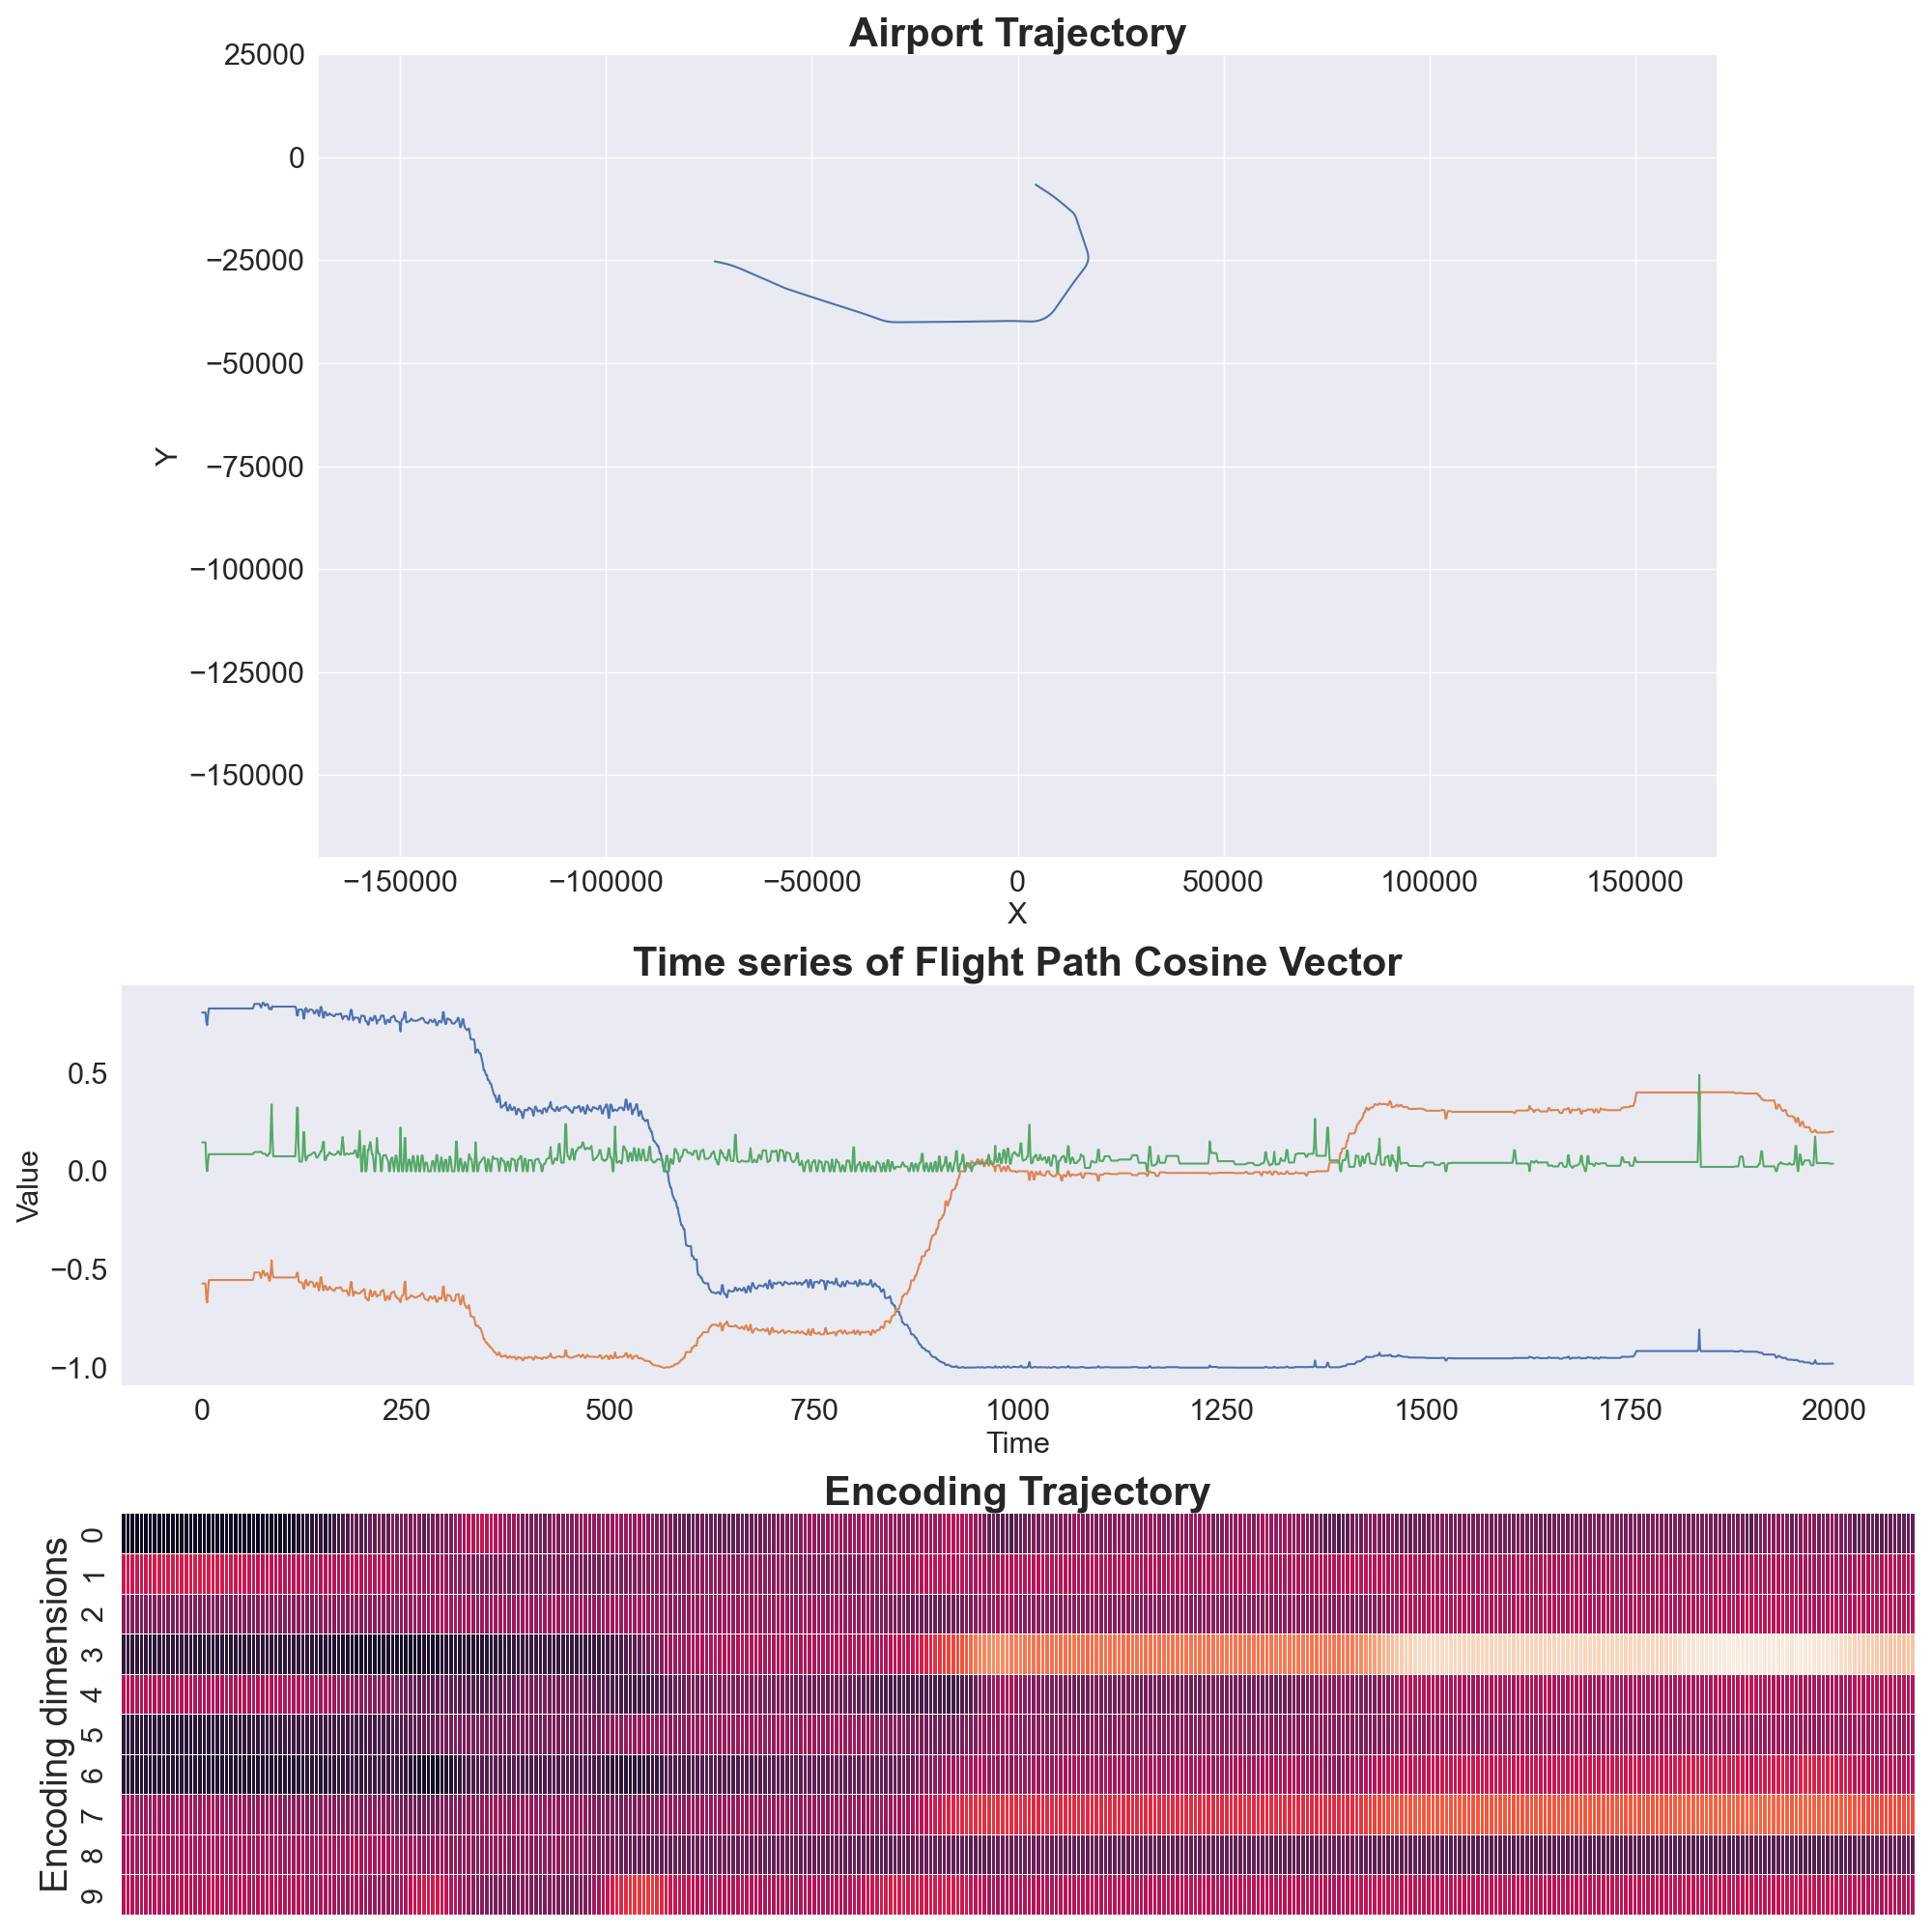 Airport Trajectory
25000
0
−25000
−50000
−75000
−100000
−125000
−150000
Y
−150000 −100000 −50000 0 50000 100000 150000
X
Time series of Flight Path Cosine Vector
0.5
0.0
−0.5
−1.0
Value
0 250 500 750 1000 1250 1500 1750 2000
Time
Encoding Trajectory
0
1
2
3
4
5
6
7
8
9
Encoding dimensions